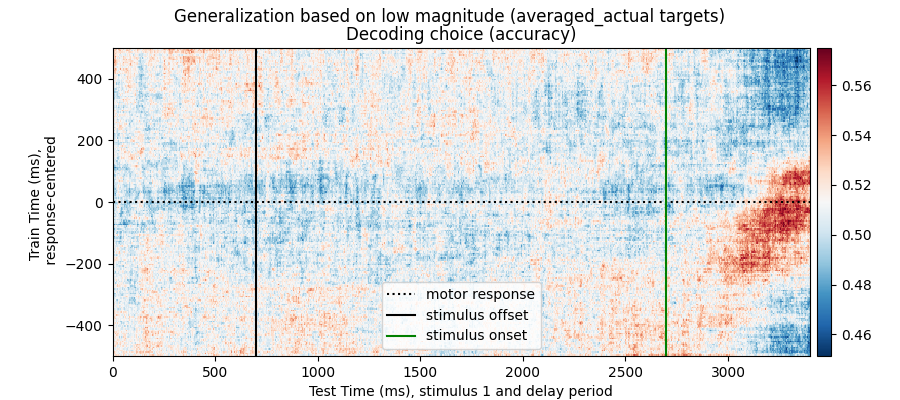 Generalization based on low magnitude (averaged_actual targets)
Decoding choice (accuracy)
Train Time (ms),
response-centered
400
200
0
−200
−400
motor response
stimulus offset
stimulus onset
0 500 1000 1500 2000 2500 3000
Test Time (ms), stimulus 1 and delay period
0.56
0.54
0.52
0.50
0.48
0.46